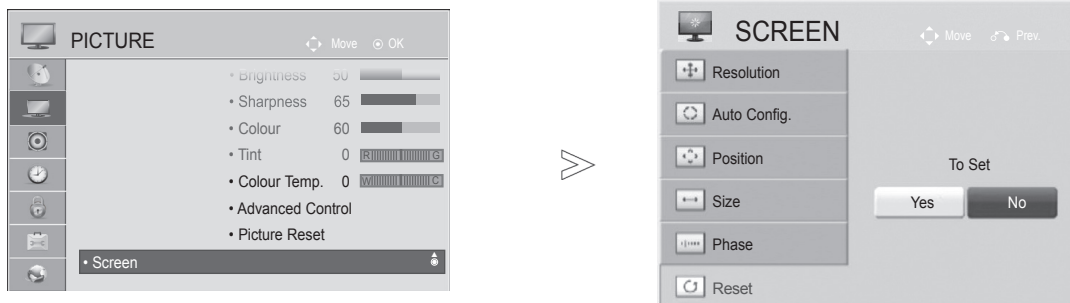 PICTURE
Move OK
• Brightness 50
• Sharpness 65
• Colour 60
• Tint 0 R G
• Colour Temp. 0 W C
• Advanced Control
• Picture Reset
• Screen
SCREEN
Move Prev.
Resolution
Auto Config.
Position
Size
Phase
Reset
To Set
Yes No